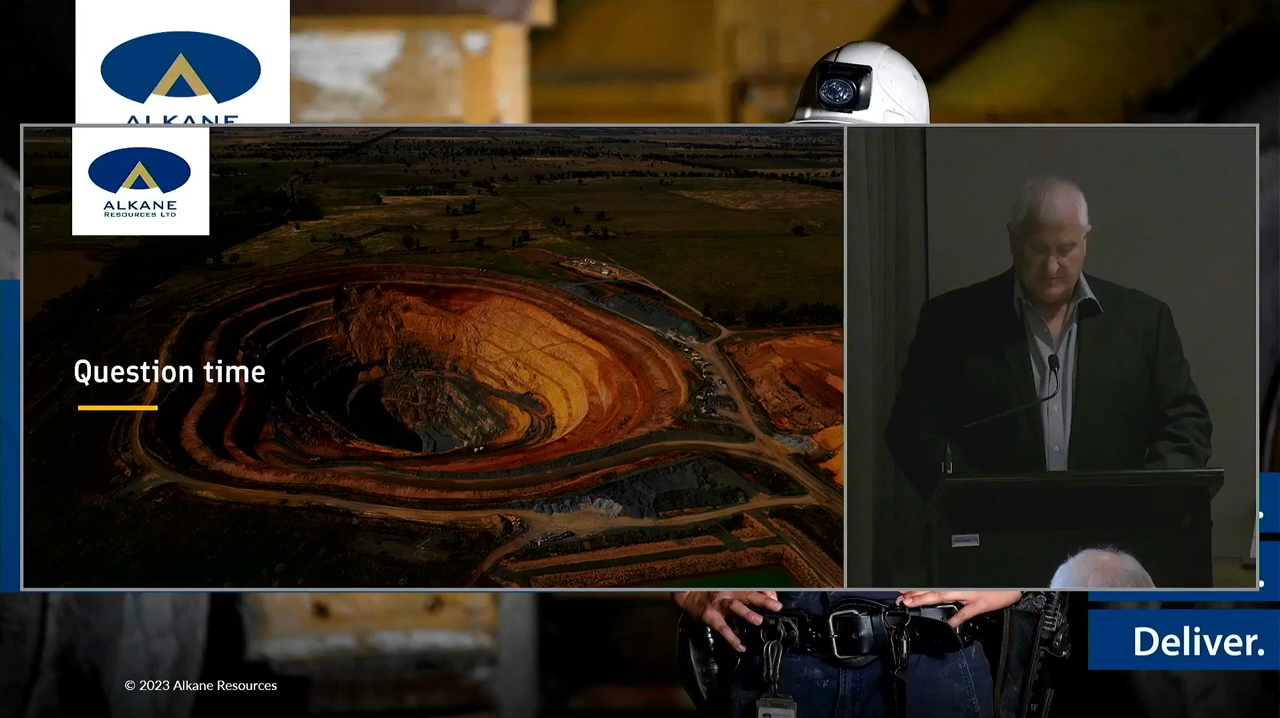 ALKANE
ALKANE
RESOURCES LTD
Question time
Deliver.
© 2023 Alkane Resources